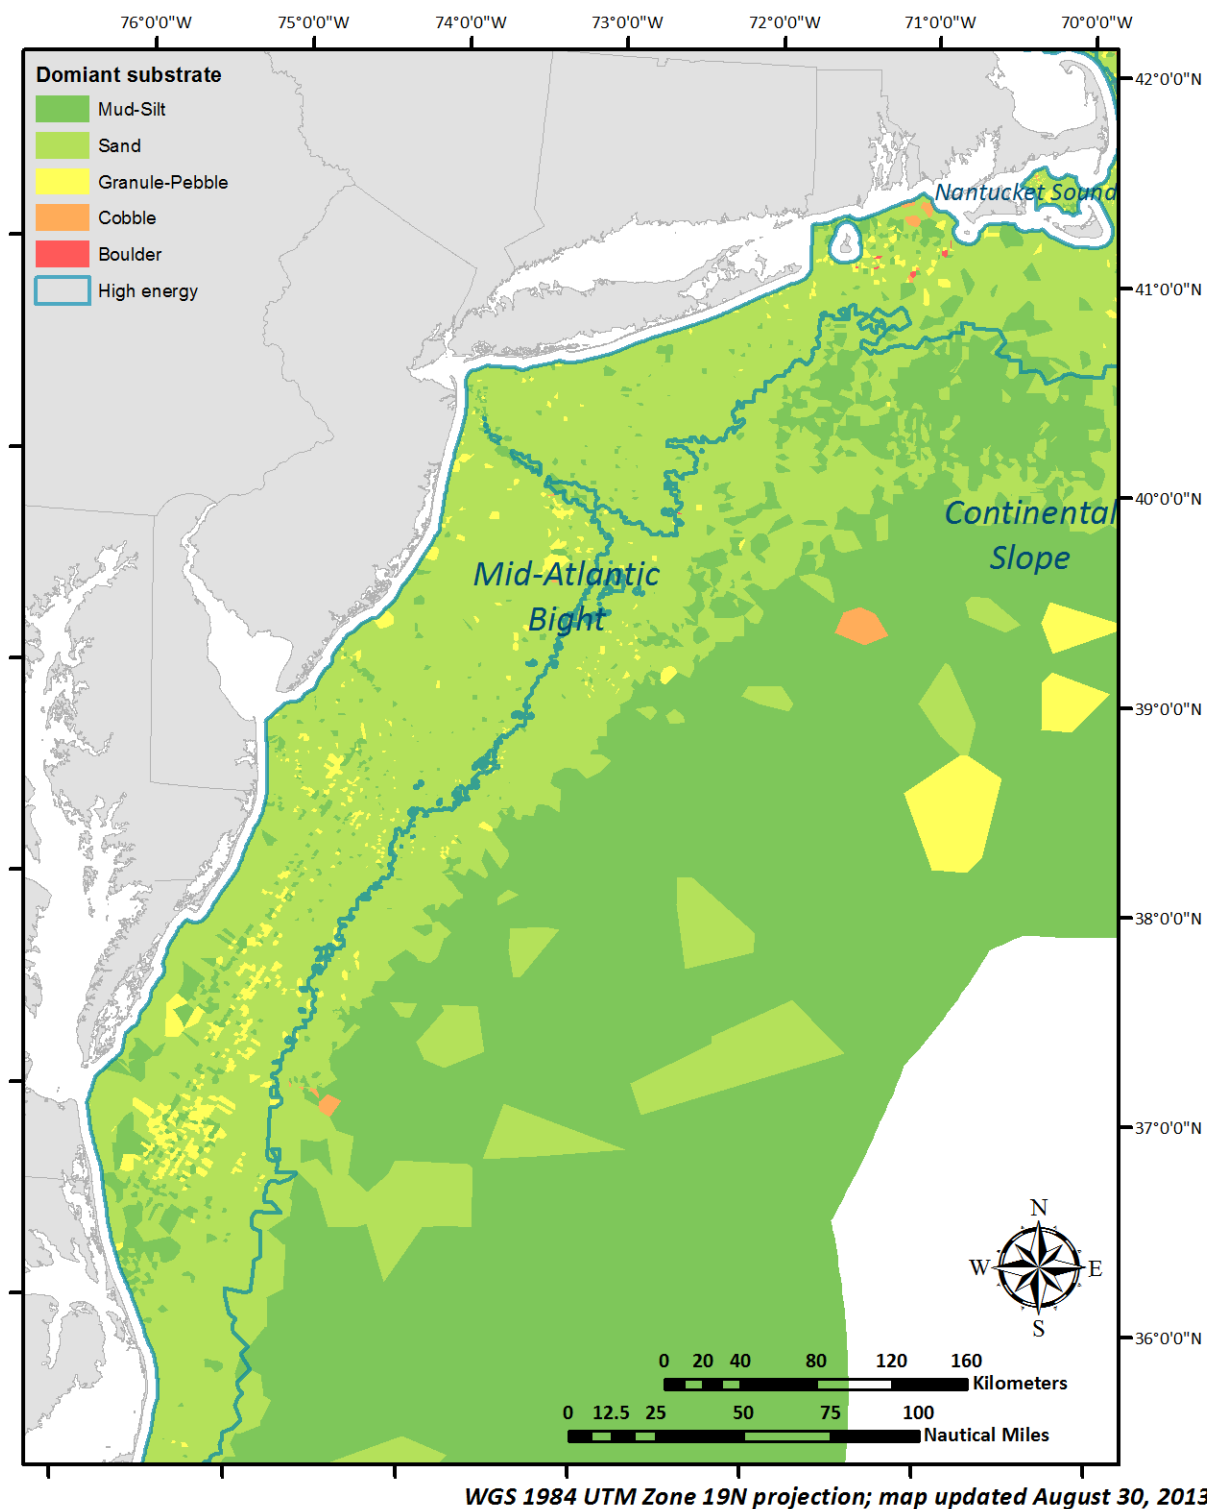 76°0'0"W 75°0'0"W 74°0'0"W 73°0'0"W 72°0'0"W 71°0'0"W 70°0'0"W
Domiant substrate
Mud-Silt
Sand
Granule-Pebble
Cobble
Boulder
High energy
42°0'0"N
Nantucket Sound
41°0'0"N
40°0'0"N
Continental
Slope
Mid-Atlantic
Bight
39°0'0"N
38°0'0"N
37°0'0"N
N
W E
S
36°0'0"N
0 20 40 80 120 160
Kilometers
0 12.5 25 50 75 100
Nautical Miles
WGS 1984 UTM Zone 19N projection; map updated August 30, 2013